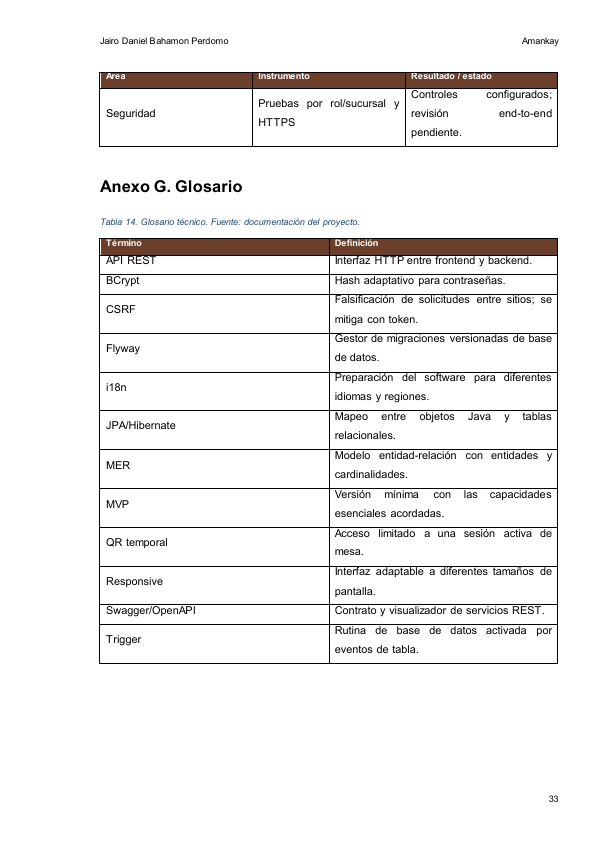 Jairo Daniel Bahamon Perdomo Amankay
Área Instrumento Resultado / estado
Seguridad
Pruebas por rol/sucursal y
HTTPS
Controles configurados;
revisión end-to-end
pendiente.
Anexo G. Glosario
Tabla 14. Glosario técnico. Fuente: documentación del proyecto.
Término Definición
API REST Interfaz HTTP entre frontend y backend.
BCrypt Hash adaptativo para contraseñas.
CSRF
Falsificación de solicitudes entre sitios; se
mitiga con token.
Flyway
Gestor de migraciones versionadas de base
de datos.
i18n
Preparación del software para diferentes
idiomas y regiones.
JPA/Hibernate
Mapeo entre objetos Java y tablas
relacionales.
MER
Modelo entidad-relación con entidades y
cardinalidades.
MVP
Versión mínima con las capacidades
esenciales acordadas.
QR temporal
Acceso limitado a una sesión activa de
mesa.
Responsive
Interfaz adaptable a diferentes tamaños de
pantalla.
Swagger/OpenAPI Contrato y visualizador de servicios REST.
Trigger
Rutina de base de datos activada por
eventos de tabla.
33